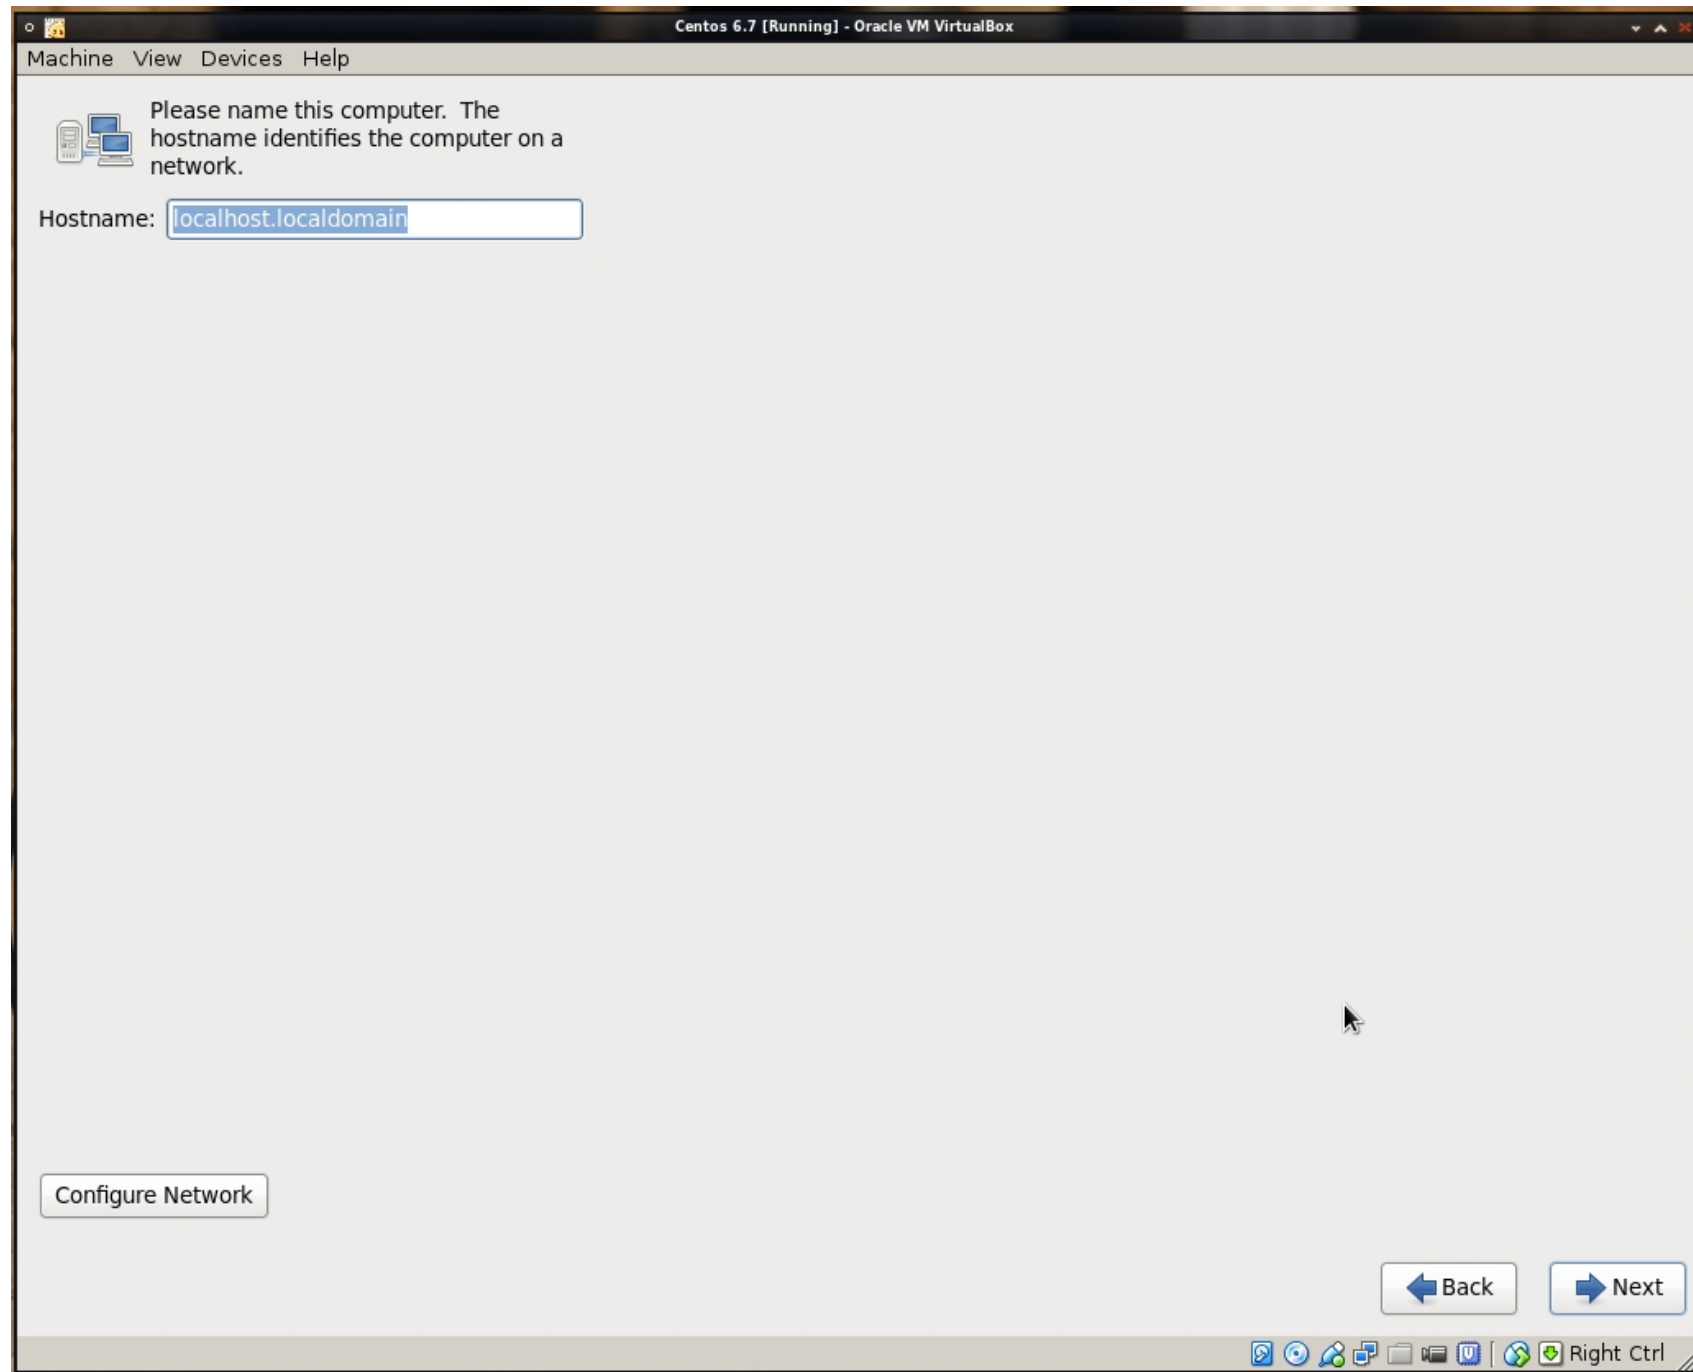 Centos 6.7 [Running] - Oracle VM VirtualBox
Machine View Devices Help
Please name this computer. The
hostname identifies the computer on a
network.
Hostname: localhost.localdomain
Configure Network
Back Next
Right Ctrl